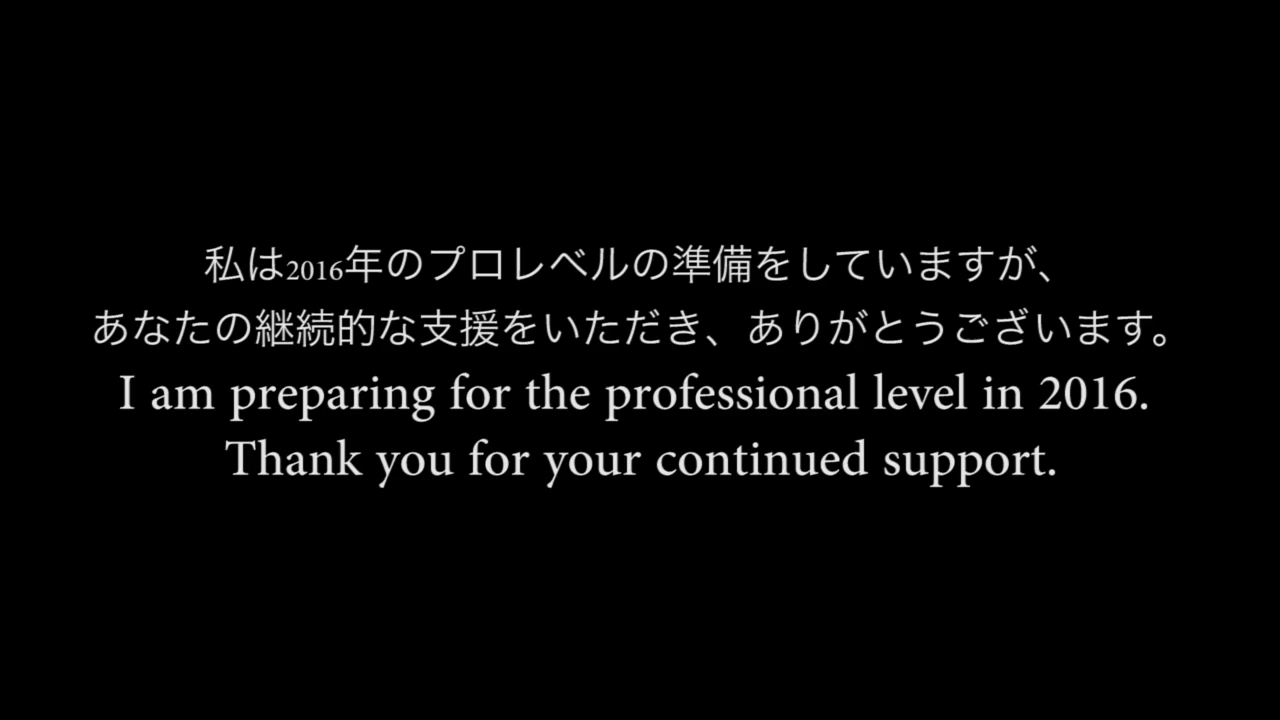 私は2016年のプロレベルの準備をしていますが、
あなたの継続的な支援をいただき、ありがとうございます。
I am preparing for the professional level in 2016.
Thank you for your continued support.